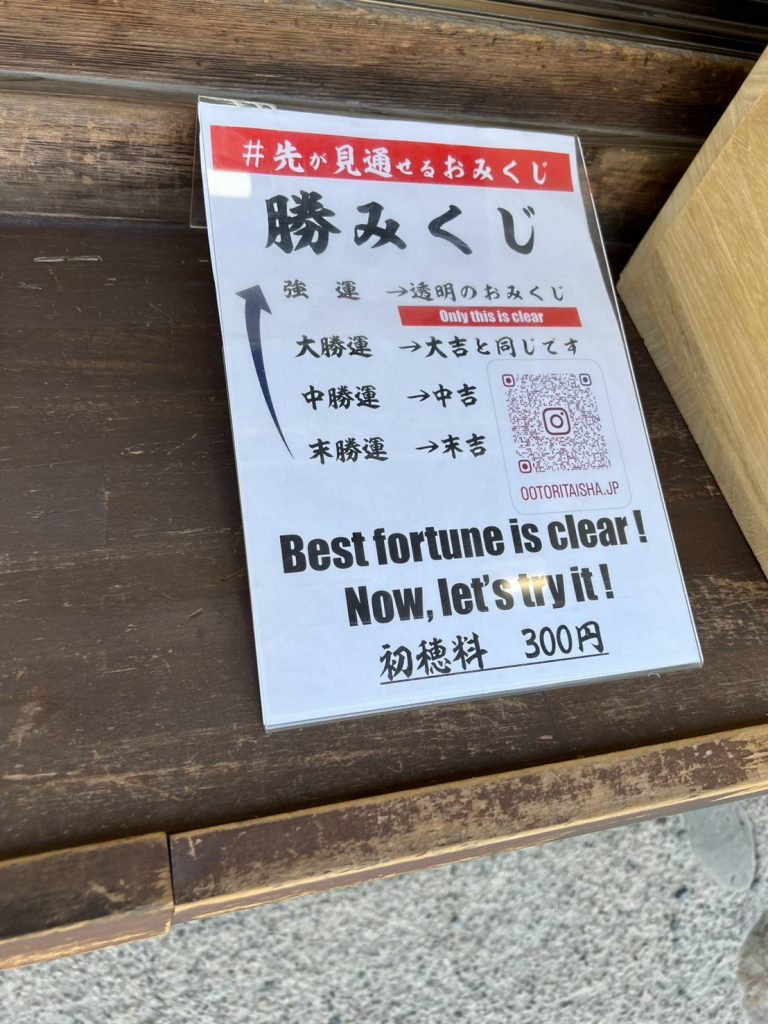 #先が見通せるおみくじ
勝みくじ
強 運 →透明のおみくじ
Only this is clear
大勝運 →大吉と同じです
中勝運 →中吉
末勝運 →末吉
OOTORITAISHA.JP
Best fortune is clear!
Now, let's try it!
初穂料 300円